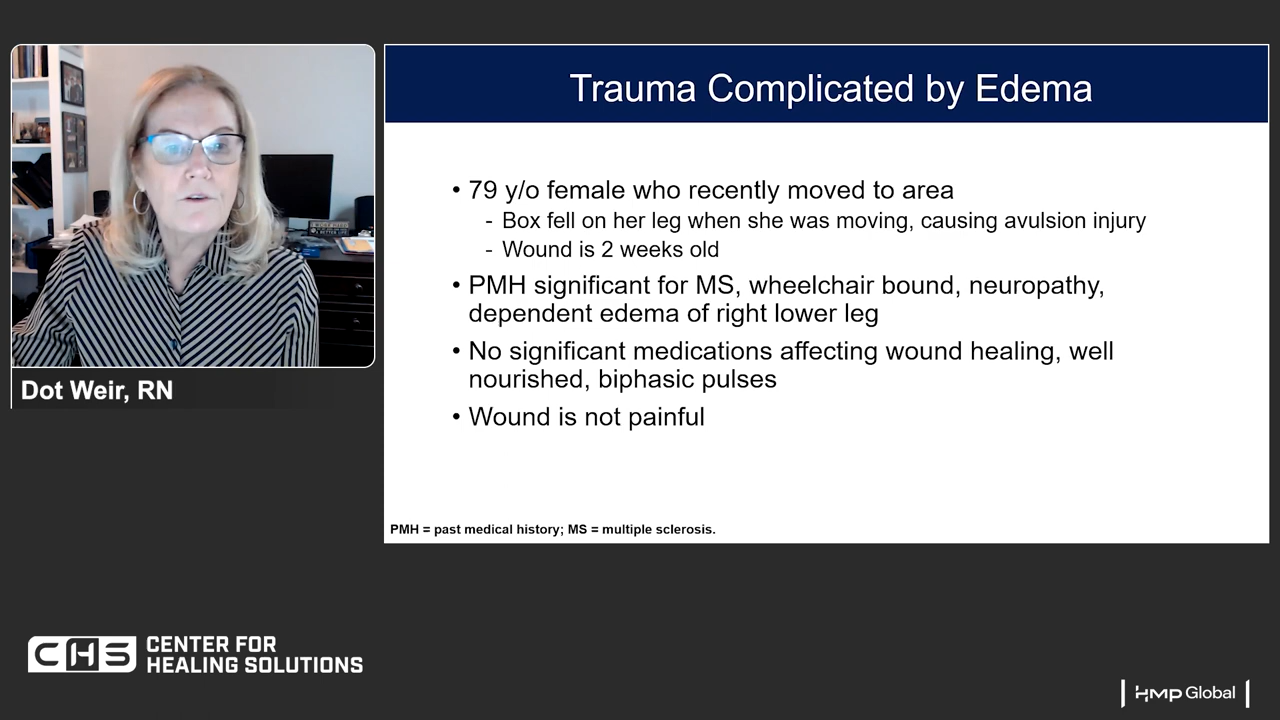 Trauma Complicated by Edema
• 79 y/o female who recently moved to area
- Box fell on her leg when she was moving, causing avulsion injury
- Wound is 2 weeks old
• PMH significant for MS, wheelchair bound, neuropathy,
dependent edema of right lower leg
• No significant medications affecting wound healing, well
nourished, biphasic pulses
• Wound is not painful
PMH = past medical history; MS = multiple sclerosis.
Dot Weir, RN
CHS CENTER FOR
HEALING SOLUTIONS
HMP Global